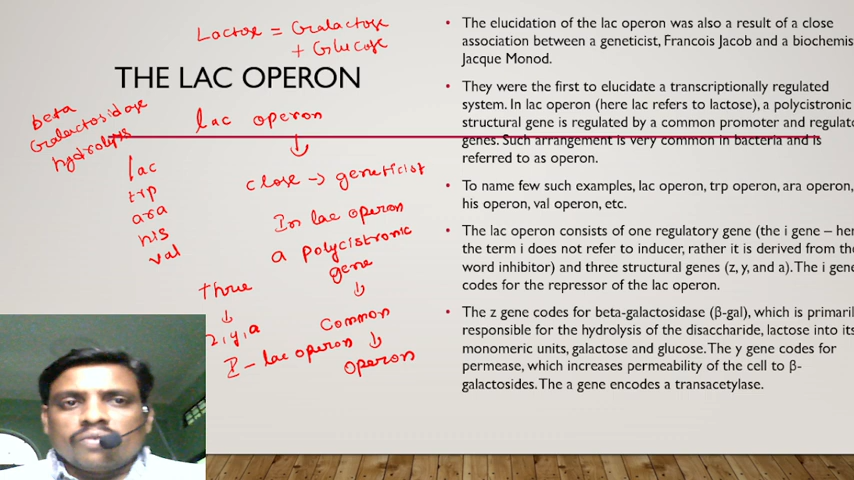 Lactose = Galactose
+ Glucose
THE LAC OPERON
beta
Galactosidase
hydrolysis
lac operon
lac
trp
ara
his
val
close → geneticist
In lac operon
a polycistronic
gene
three
z, y, a
Common
I - lac operon
operon
• The elucidation of the lac operon was also a result of a close
association between a geneticist, Francois Jacob and a biochemis
Jacque Monod.
• They were the first to elucidate a transcriptionally regulated
system. In lac operon (here lac refers to lactose), a polycistronic
structural gene is regulated by a common promoter and regulato
genes. Such arrangement is very common in bacteria and is
referred to as operon.
• To name few such examples, lac operon, trp operon, ara operon,
his operon, val operon, etc.
• The lac operon consists of one regulatory gene (the i gene – her
the term i does not refer to inducer, rather it is derived from the
word inhibitor) and three structural genes (z, y, and a). The i gene
codes for the repressor of the lac operon.
• The z gene codes for beta-galactosidase (β-gal), which is primaril
responsible for the hydrolysis of the disaccharide, lactose into its
monomeric units, galactose and glucose. The y gene codes for
permease, which increases permeability of the cell to β-
galactosides. The a gene encodes a transacetylase.